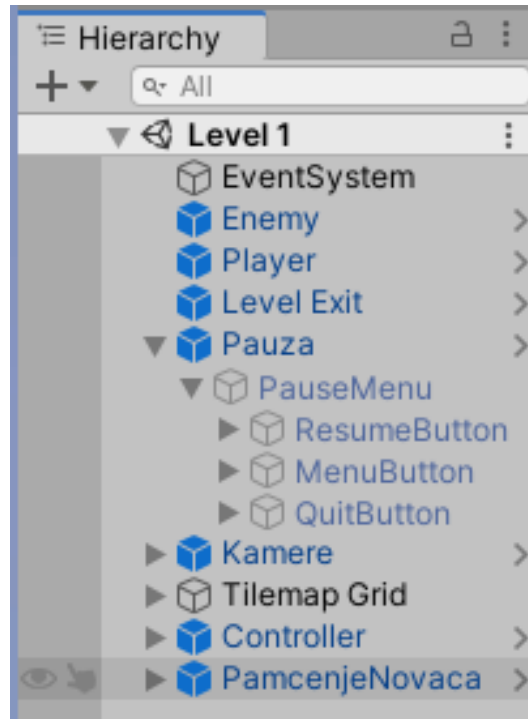 Hierarchy
All
Level 1
EventSystem
Enemy
Player
Level Exit
Pauza
PauseMenu
ResumeButton
MenuButton
QuitButton
Kamere
Tilemap Grid
Controller
PamcenjeNovaca